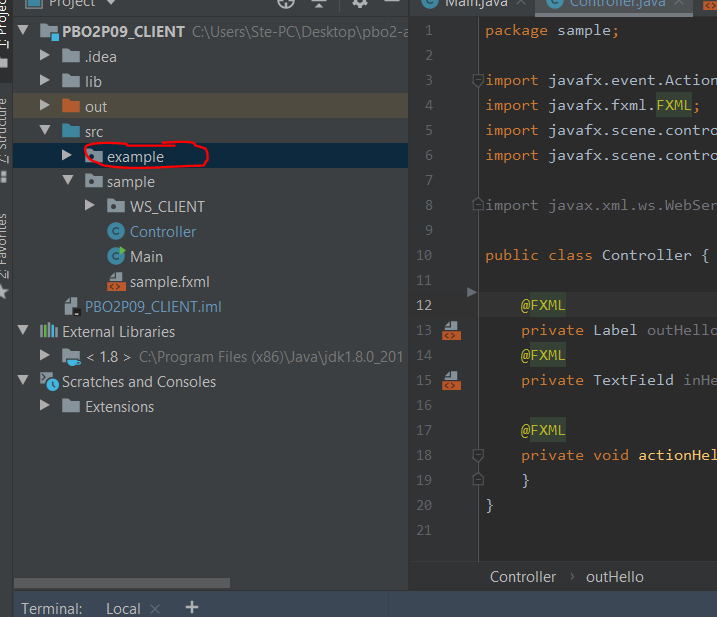 Project
PBO2P09_CLIENT C:\Users\Ste-PC\Desktop\pbo2-a
.idea
lib
out
src
example
sample
WS_CLIENT
Controller
Main
sample.fxml
PBO2P09_CLIENT.iml
External Libraries
< 1.8 > C:\Program Files (x86)\Java\jdk1.8.0_201
Scratches and Consoles
Extensions
1: Project
Z: Structure
2: Favorites
Main.java
Controller.java
1 package sample;
2
3 import javafx.event.Action
4 import javafx.fxml.FXML;
5 import javafx.scene.contro
6 import javafx.scene.contro
7
8 import javax.xml.ws.WebSer
9
10 public class Controller {
11
12 @FXML
13 private Label outHello
14 @FXML
15 private TextField inHe
16
17 @FXML
18 private void actionHel
19 }
20 }
21
Controller › outHello
Terminal: Local × +